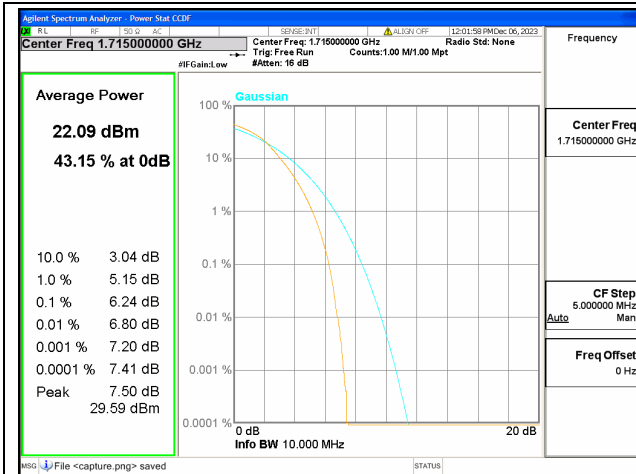 Agilent Spectrum Analyzer - Power Stat CCDF
RL RF 50 Ω AC SENSE:INT ALIGN OFF 12:01:58 PM Dec 06, 2023
Center Freq 1.715000000 GHz
Center Freq: 1.715000000 GHz Radio Std: None
Trig: Free Run Counts:1.00 M/1.00 Mpt
#IFGain:Low #Atten: 16 dB
Average Power
22.09 dBm
43.15 % at 0dB
10.0 % 3.04 dB
1.0 % 5.15 dB
0.1 % 6.24 dB
0.01 % 6.80 dB
0.001 % 7.20 dB
0.0001 % 7.41 dB
Peak 7.50 dB
29.59 dBm
Gaussian
100 %
10 %
1 %
0.1 %
0.01 %
0.001 %
0.0001 %
0 dB 20 dB
Info BW 10.000 MHz
Frequency
Center Freq
1.715000000 GHz
CF Step
5.000000 MHz
Auto Man
Freq Offset
0 Hz
MSG File <capture.png> saved STATUS